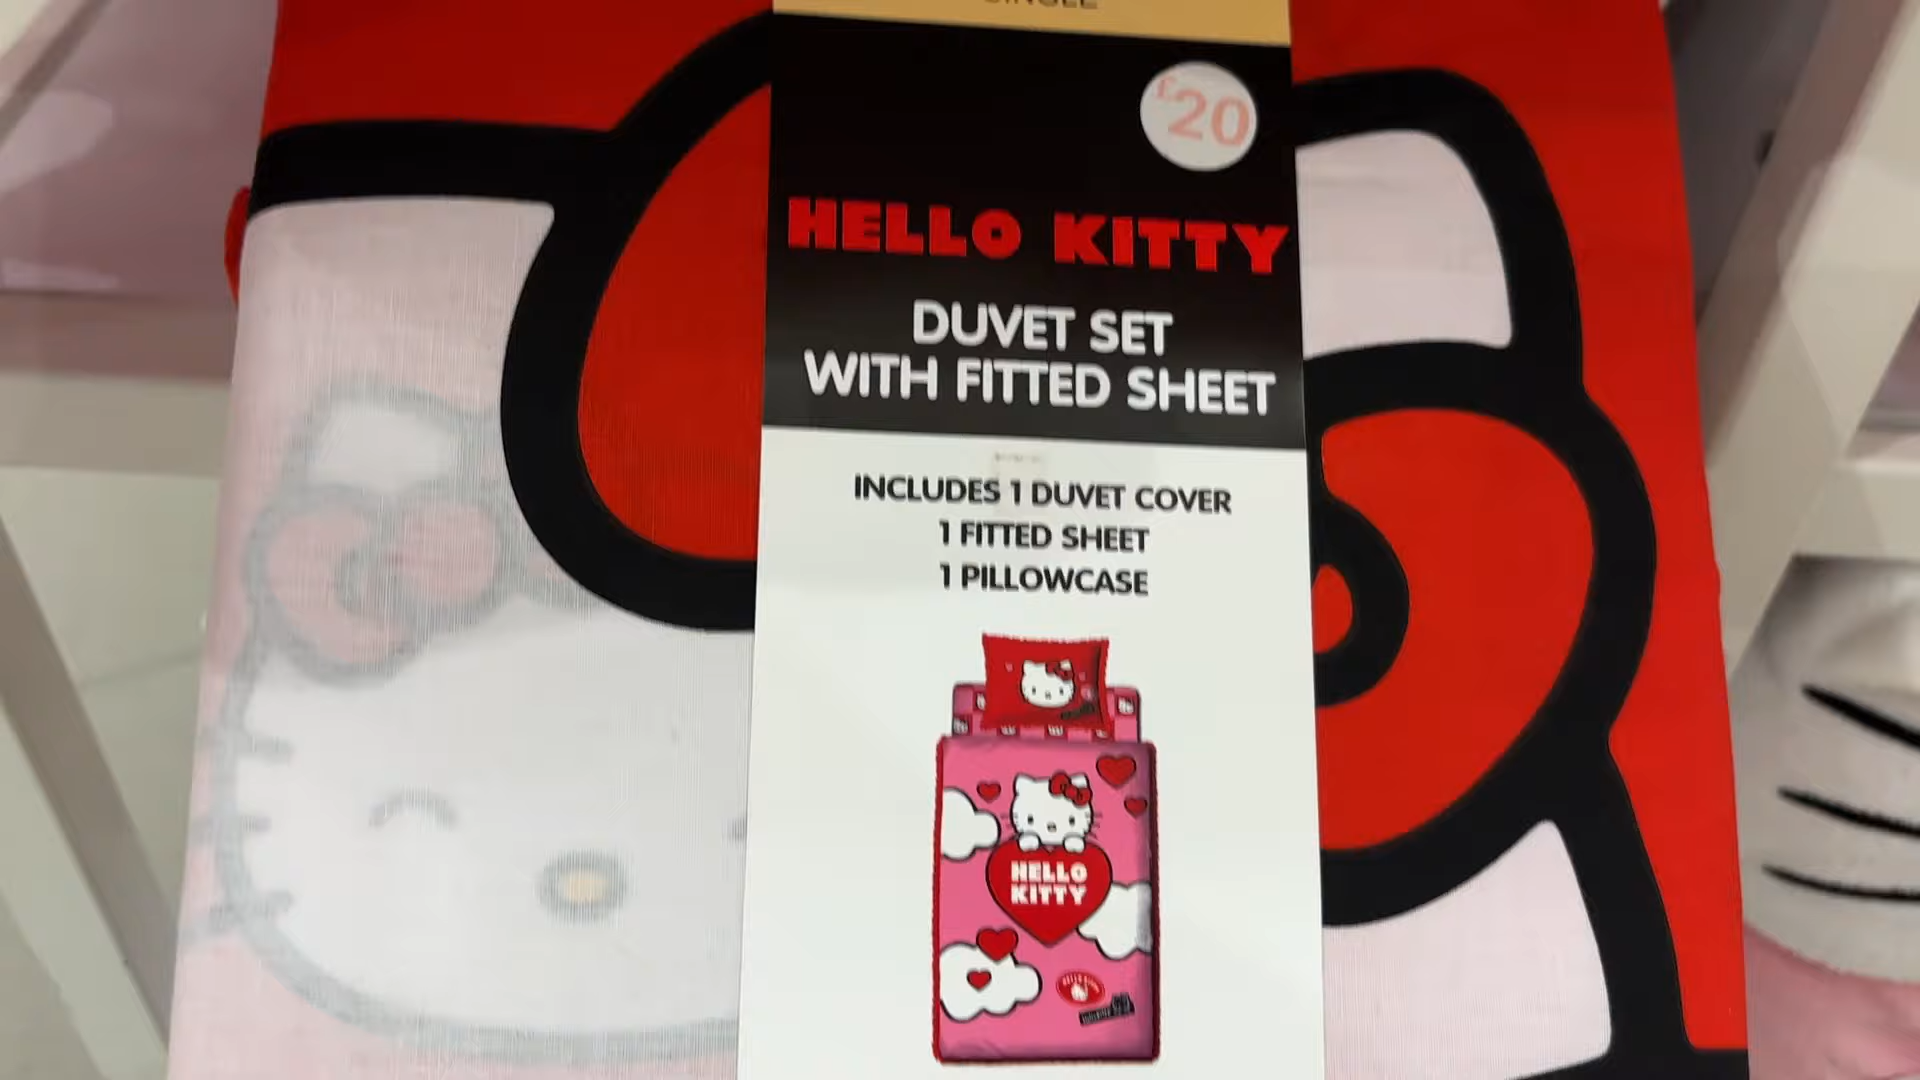 SINGLE
£20
HELLO KITTY
DUVET SET
WITH FITTED SHEET
INCLUDES 1 DUVET COVER
1 FITTED SHEET
1 PILLOWCASE
HELLO
KITTY